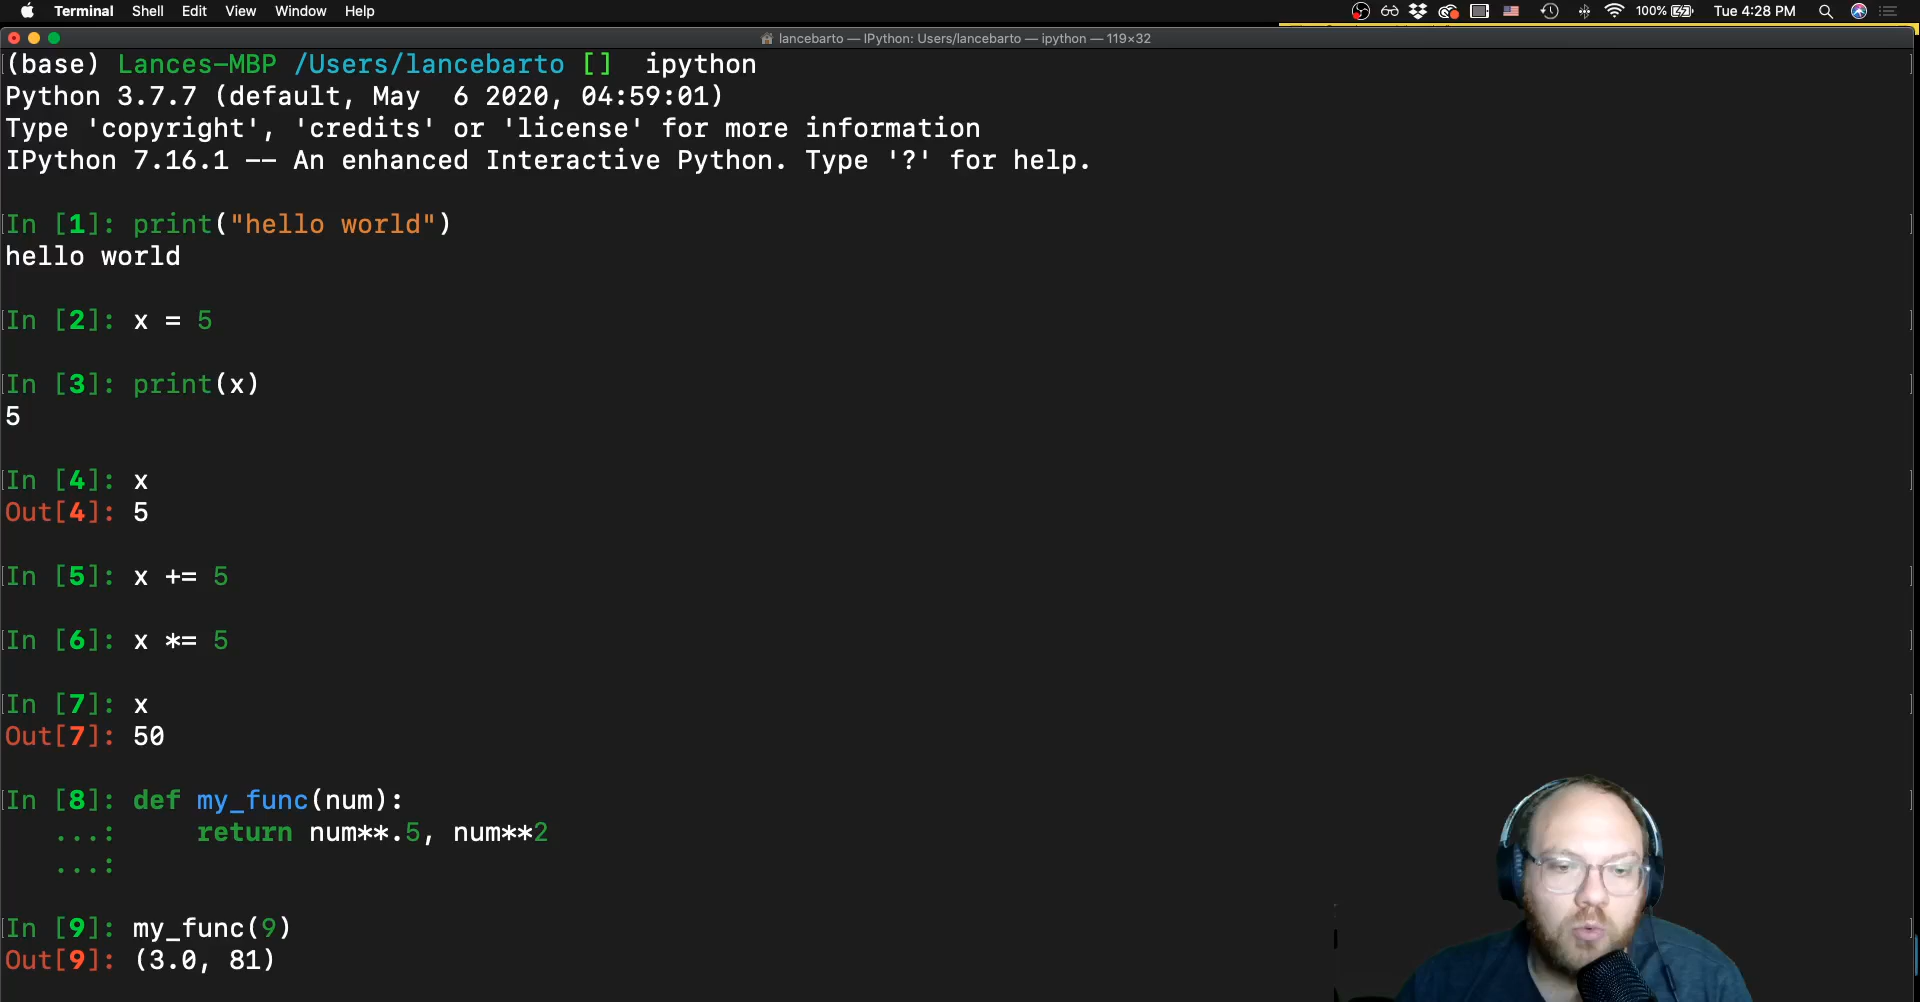 Terminal Shell Edit View Window Help 100% Tue 4:28 PM
lancebarto — IPython: Users/lancebarto — ipython — 119×32
(base) Lances-MBP /Users/lancebarto [] ipython
Python 3.7.7 (default, May  6 2020, 04:59:01)
Type 'copyright', 'credits' or 'license' for more information
IPython 7.16.1 -- An enhanced Interactive Python. Type '?' for help.
In [1]: print("hello world")
hello world
In [2]: x = 5
In [3]: print(x)
5
In [4]: x
Out[4]: 5
In [5]: x += 5
In [6]: x *= 5
In [7]: x
Out[7]: 50
In [8]: def my_func(num):
...:     return num**.5, num**2
...:
In [9]: my_func(9)
Out[9]: (3.0, 81)